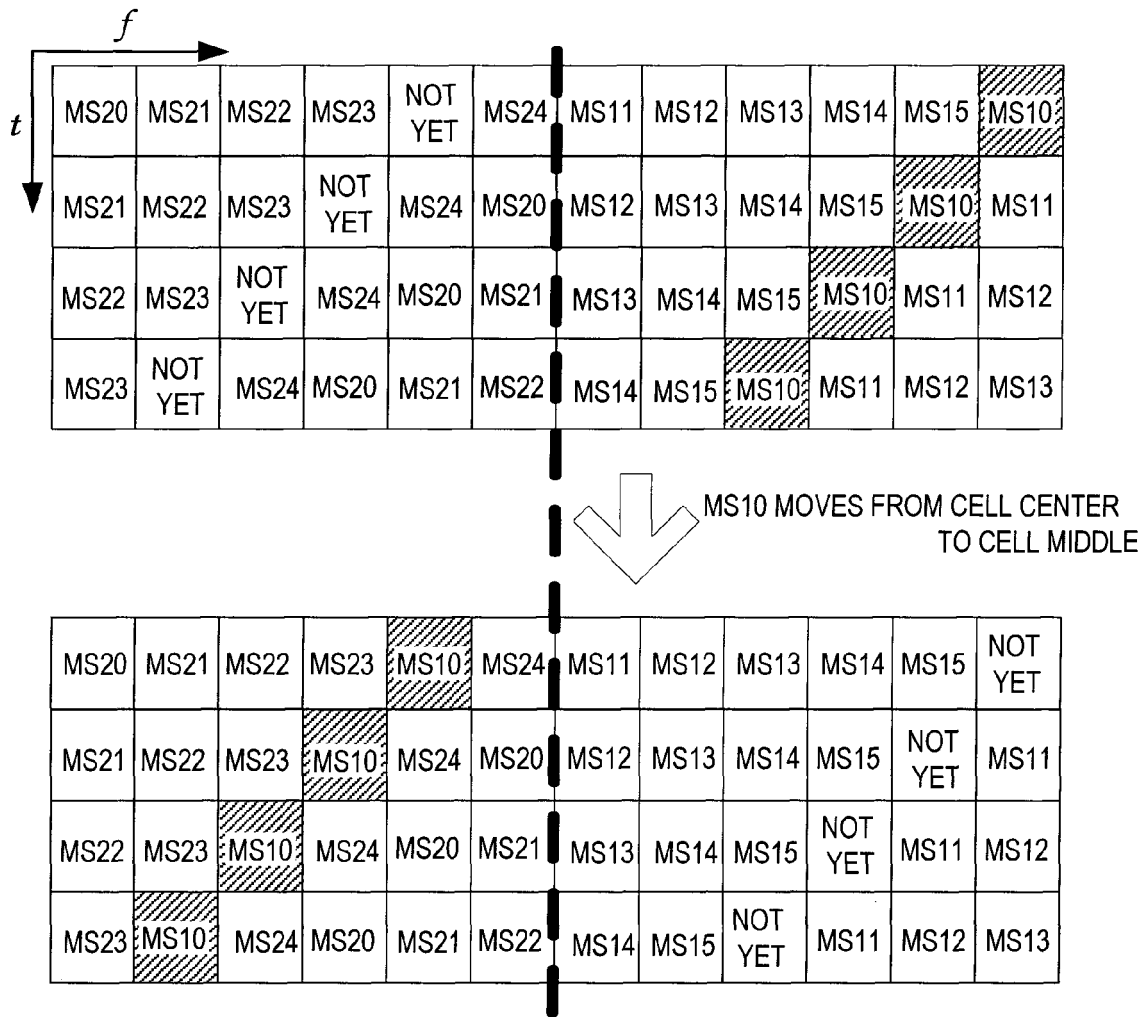 f
t
MS20 MS21 MS22 MS23 NOT YET MS24 MS11 MS12 MS13 MS14 MS15 MS10
MS21 MS22 MS23 NOT YET MS24 MS20 MS12 MS13 MS14 MS15 MS10 MS11
MS22 MS23 NOT YET MS24 MS20 MS21 MS13 MS14 MS15 MS10 MS11 MS12
MS23 NOT YET MS24 MS20 MS21 MS22 MS14 MS15 MS10 MS11 MS12 MS13
MS10 MOVES FROM CELL CENTER
TO CELL MIDDLE
MS20 MS21 MS22 MS23 MS10 MS24 MS11 MS12 MS13 MS14 MS15 NOT YET
MS21 MS22 MS23 MS10 MS24 MS20 MS12 MS13 MS14 MS15 NOT YET MS11
MS22 MS23 MS10 MS24 MS20 MS21 MS13 MS14 MS15 NOT YET MS11 MS12
MS23 MS10 MS24 MS20 MS21 MS22 MS14 MS15 NOT YET MS11 MS12 MS13